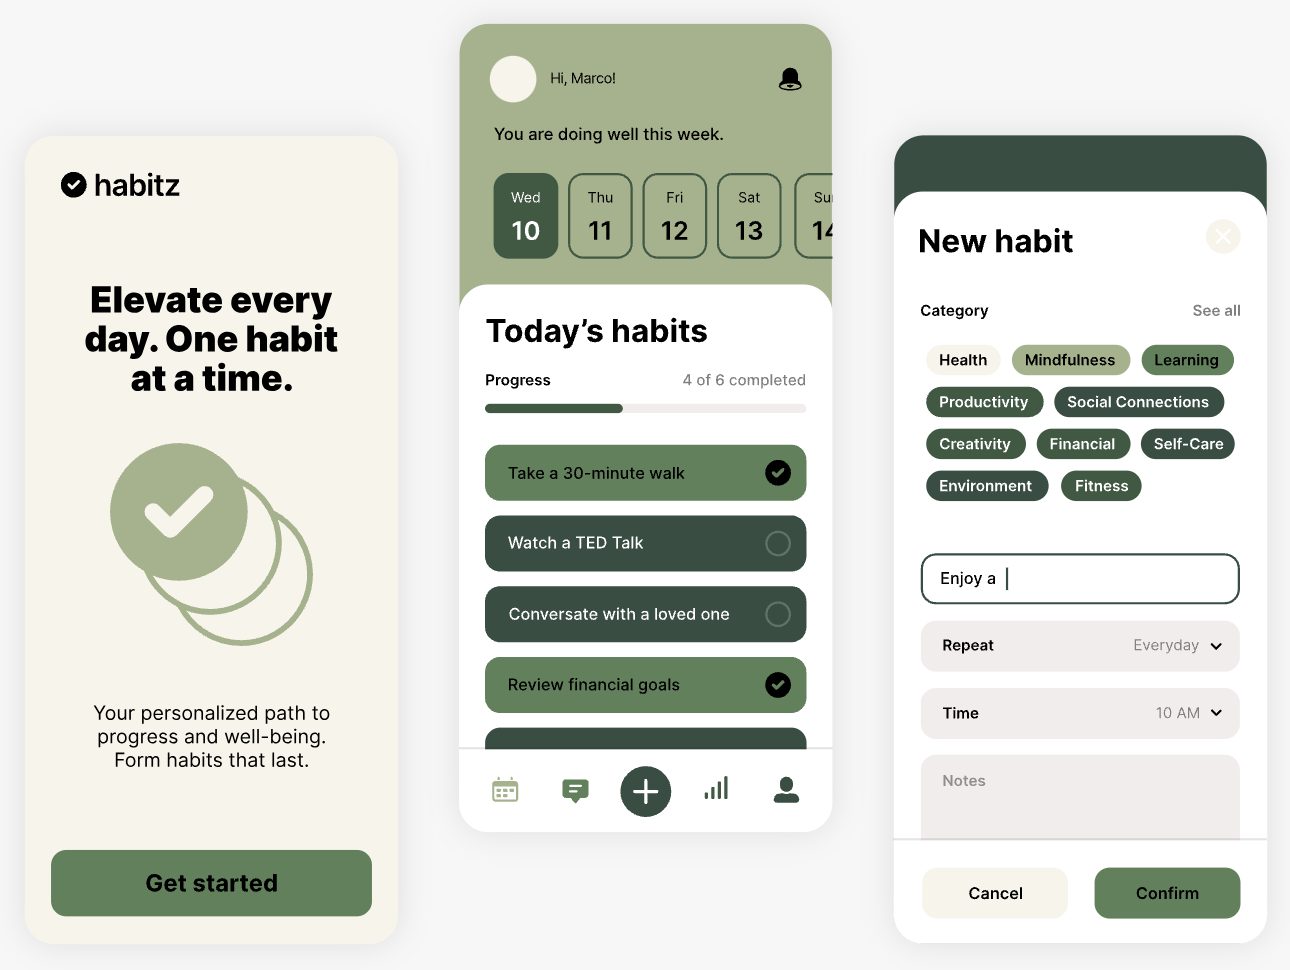 habitz
Elevate every
day. One habit
at a time.
Your personalized path to
progress and well-being.
Form habits that last.
Get started
Hi, Marco!
You are doing well this week.
Wed Thu Fri Sat Sun
10 11 12 13 14
Today's habits
Progress 4 of 6 completed
Take a 30-minute walk
Watch a TED Talk
Conversate with a loved one
Review financial goals
New habit
Category See all
Health Mindfulness Learning
Productivity Social Connections
Creativity Financial Self-Care
Environment Fitness
Enjoy a
Repeat Everyday
Time 10 AM
Notes
Cancel Confirm